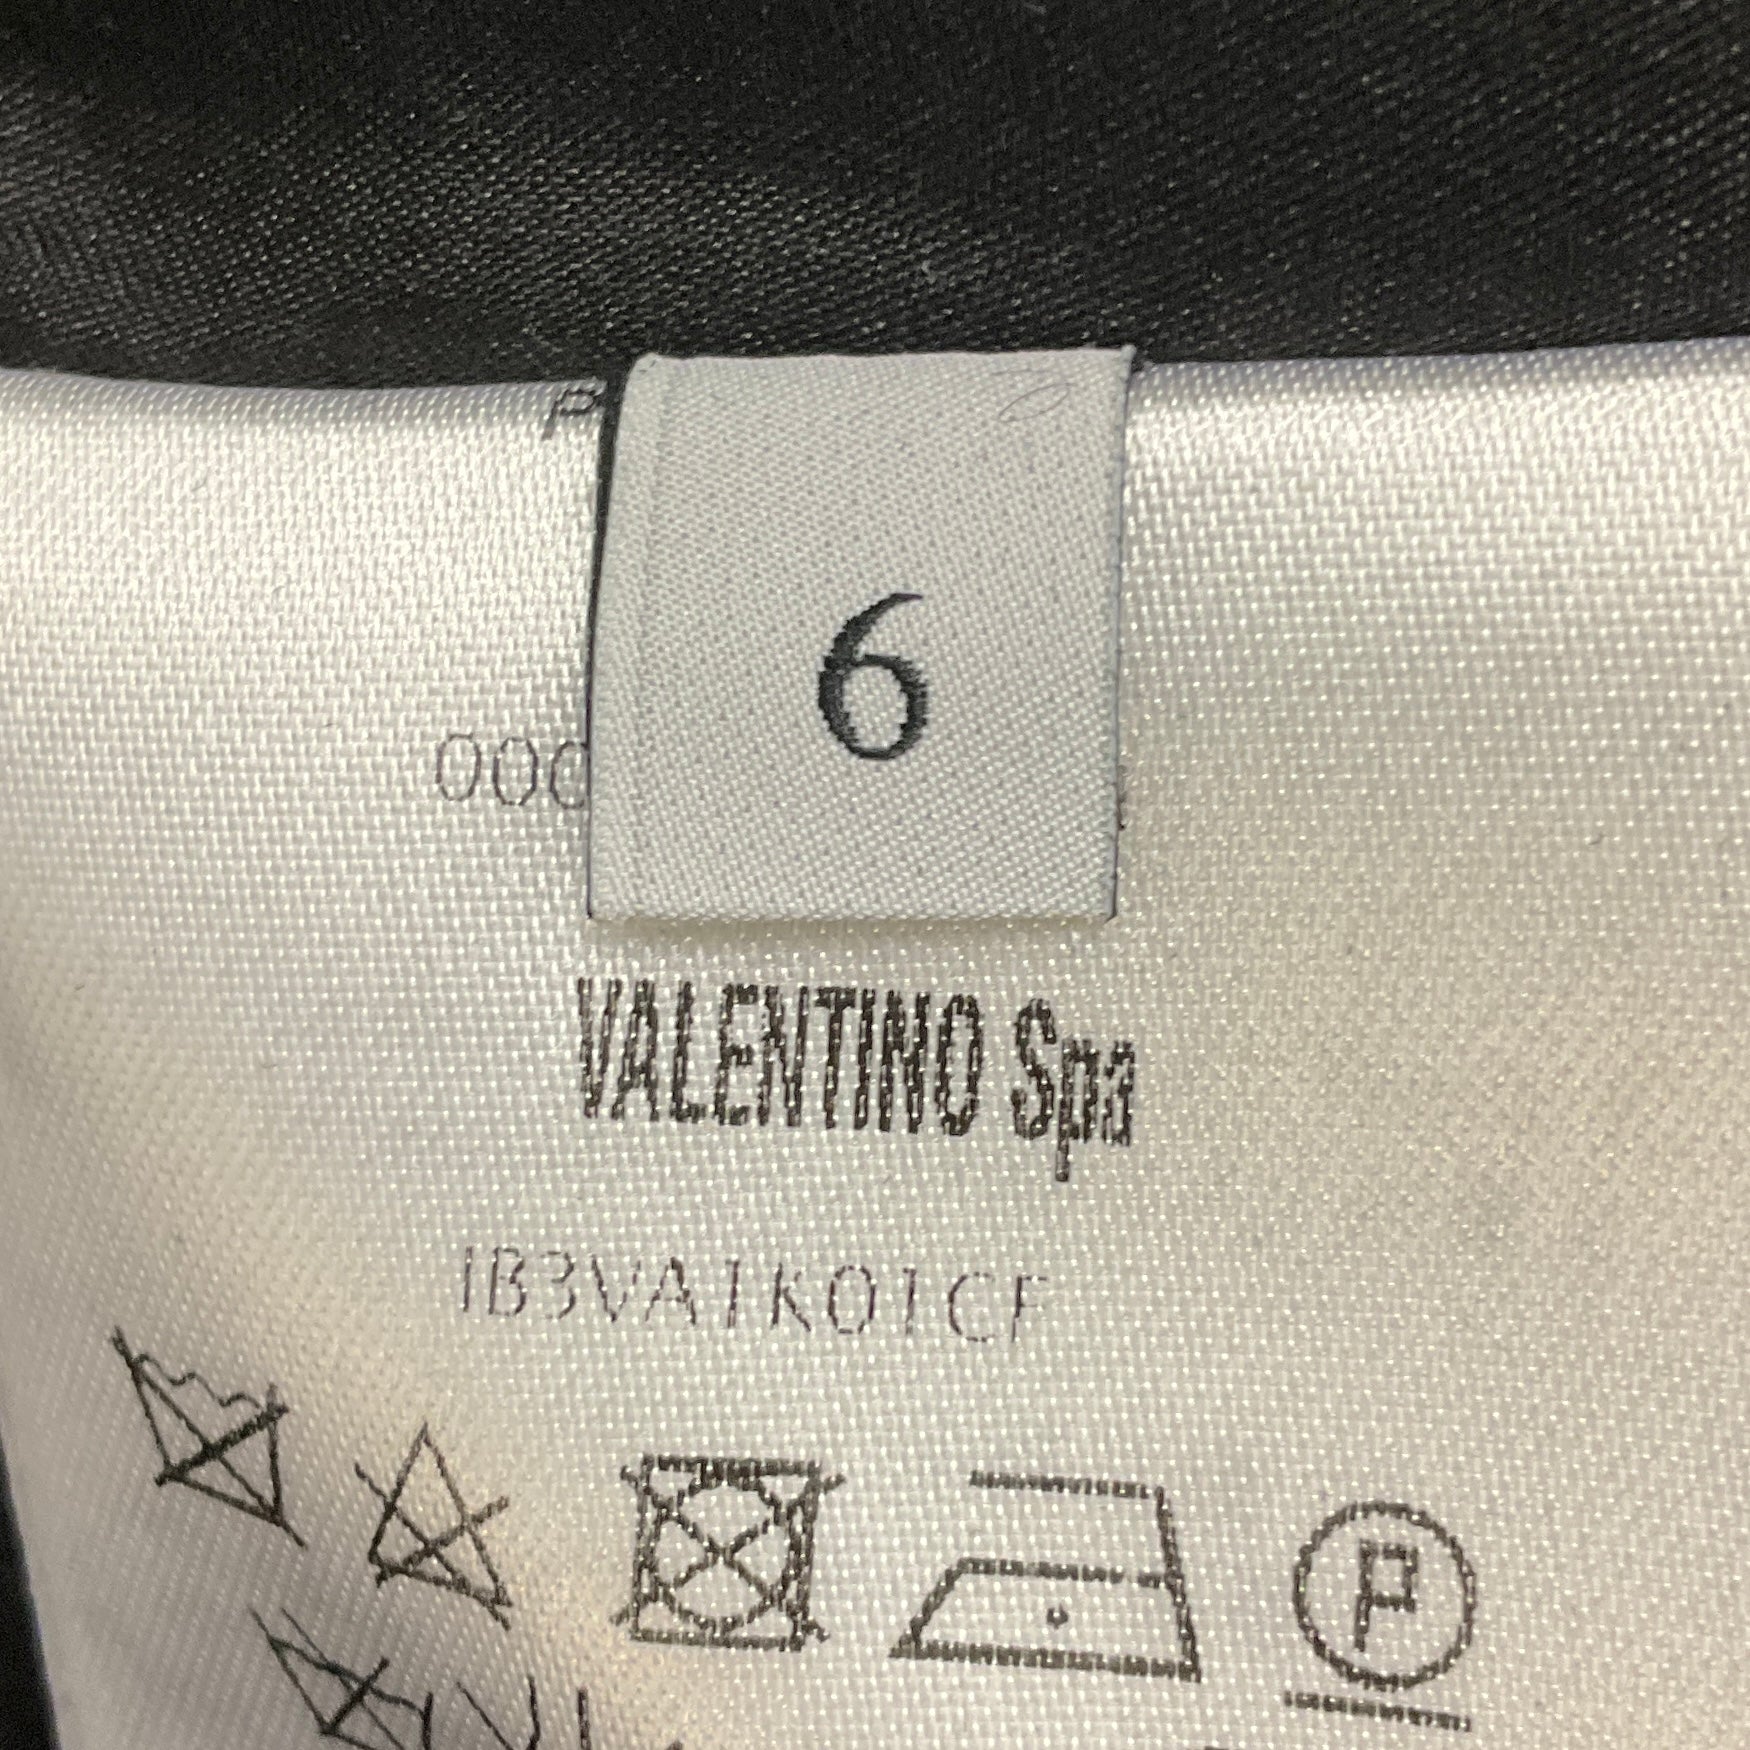 6
VALENTINO Spa
IB3VA1K01CF
P